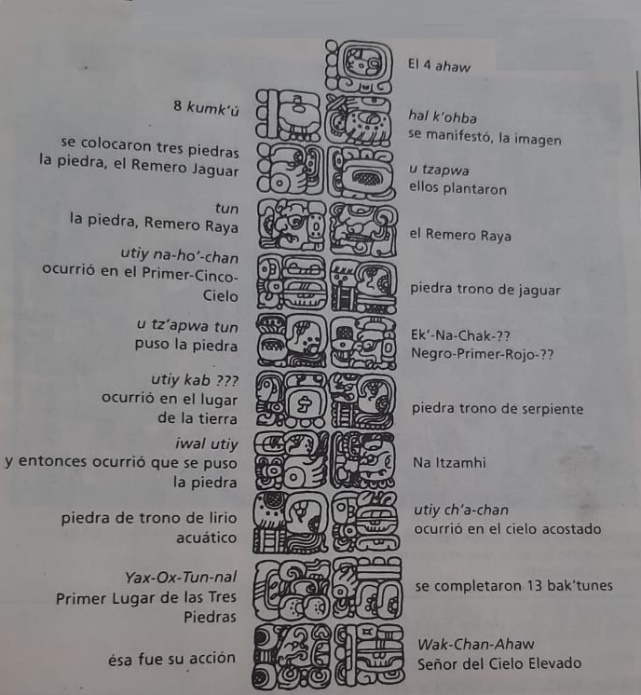 El 4 ahaw
8 kumk'ú
hal k'ohba
se manifestó, la imagen
se colocaron tres piedras
la piedra, el Remero Jaguar
u tzapwa
ellos plantaron
tun
la piedra, Remero Raya
el Remero Raya
utiy na-ho'-chan
ocurrió en el Primer-Cinco-
Cielo
piedra trono de jaguar
u tz'apwa tun
puso la piedra
Ek'-Na-Chak-??
Negro-Primer-Rojo-??
utiy kab ???
ocurrió en el lugar
de la tierra
piedra trono de serpiente
iwal utiy
y entonces ocurrió que se puso
la piedra
Na Itzamhi
piedra de trono de lirio
acuático
utiy ch'a-chan
ocurrió en el cielo acostado
Yax-Ox-Tun-nal
Primer Lugar de las Tres
Piedras
se completaron 13 bak'tunes
ésa fue su acción
Wak-Chan-Ahaw
Señor del Cielo Elevado